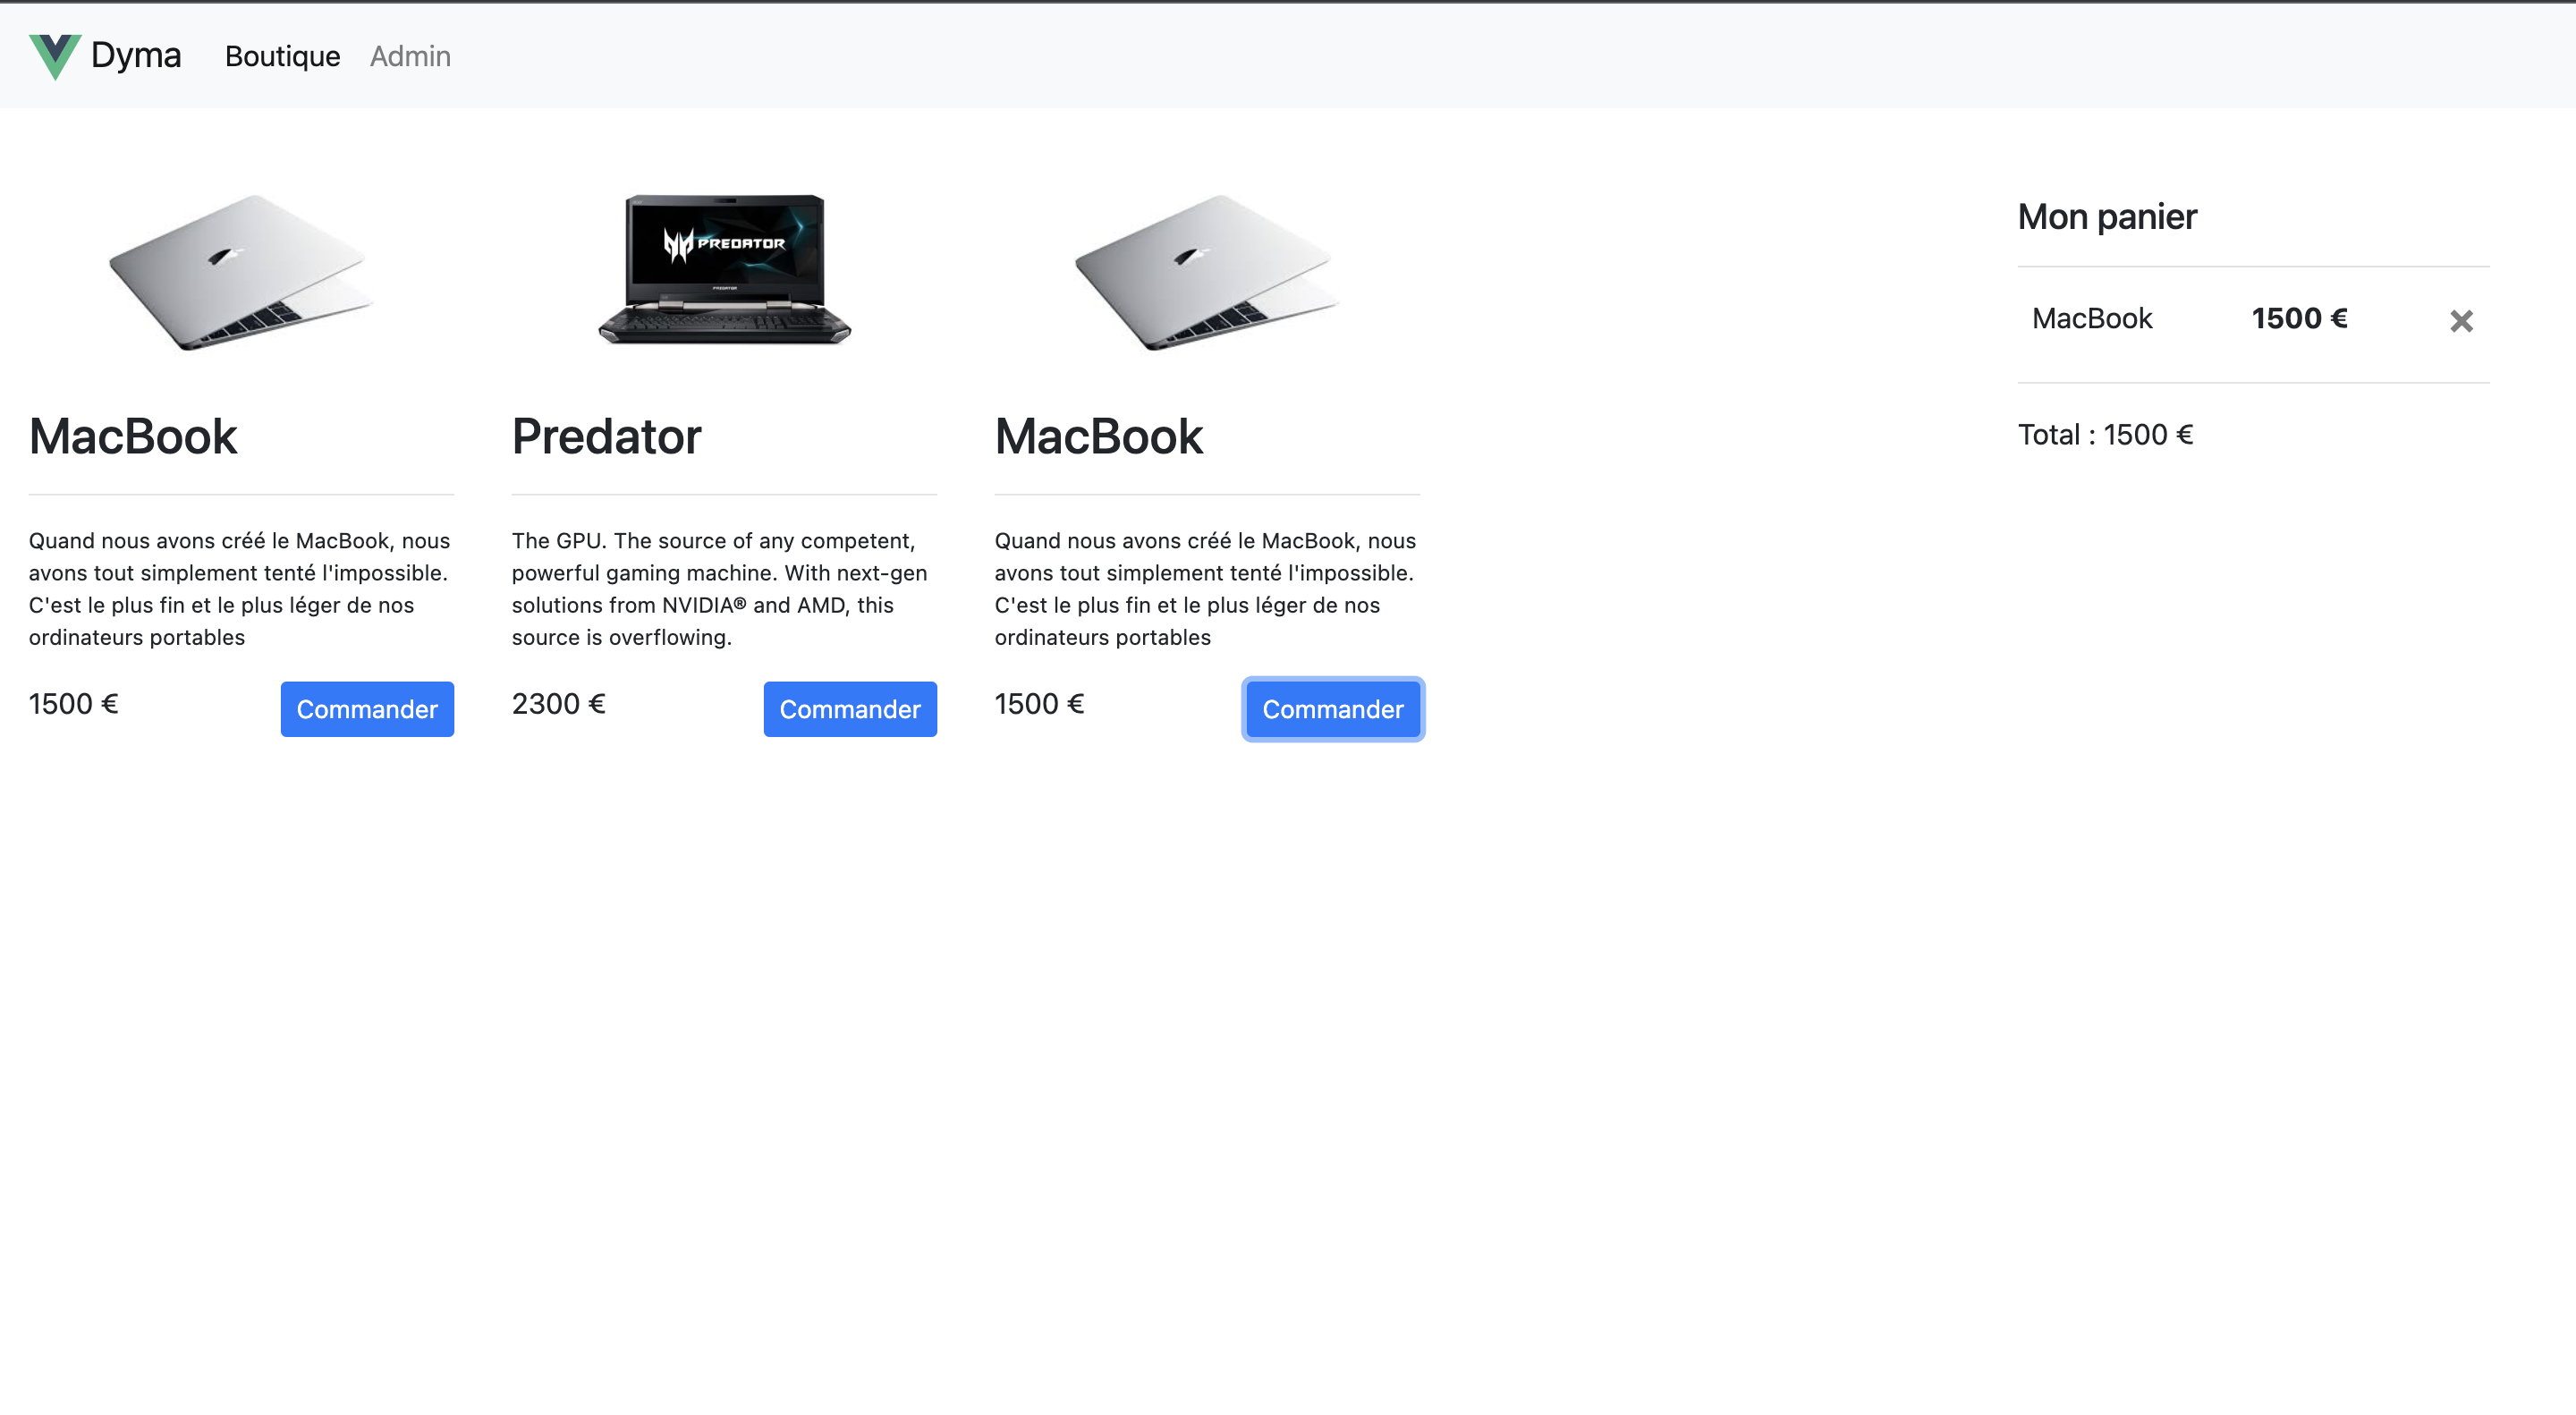 Dyma Boutique Admin
PREDATOR
PREDATOR
MacBook
Quand nous avons créé le MacBook, nous
avons tout simplement tenté l'impossible.
C'est le plus fin et le plus léger de nos
ordinateurs portables
1500 €
Commander
Predator
The GPU. The source of any competent,
powerful gaming machine. With next-gen
solutions from NVIDIA® and AMD, this
source is overflowing.
2300 €
Commander
MacBook
Quand nous avons créé le MacBook, nous
avons tout simplement tenté l'impossible.
C'est le plus fin et le plus léger de nos
ordinateurs portables
1500 €
Commander
Mon panier
MacBook 1500 €
Total : 1500 €